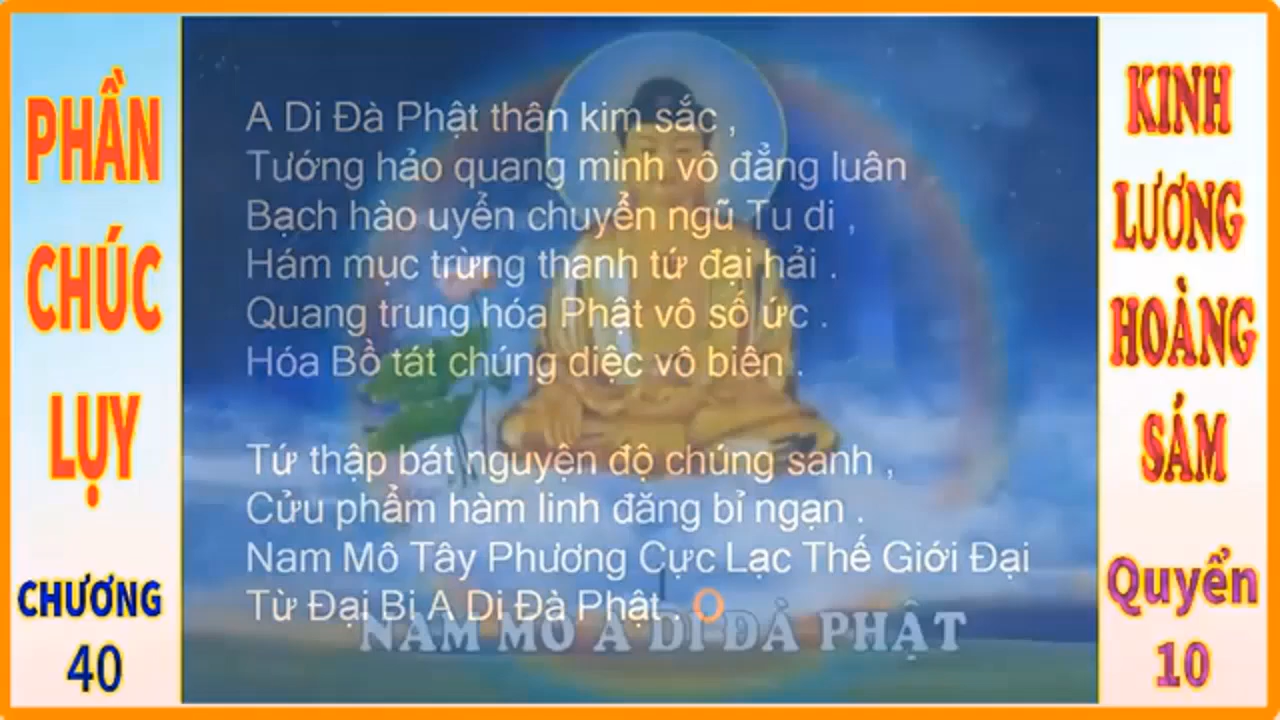 PHẦN
CHÚC
LỤY
CHƯƠNG
40
A Di Đà Phật thân kim sắc ,
Tướng hảo quang minh vô đẳng luân
Bạch hào uyển chuyển ngũ Tu di ,
Hám mục trừng thanh tứ đại hải .
Quang trung hóa Phật vô số ức .
Hóa Bồ tát chúng diệc vô biên .
Tứ thập bát nguyện độ chúng sanh ,
Cửu phẩm hàm linh đăng bỉ ngạn .
Nam Mô Tây Phương Cực Lạc Thế Giới Đại
Từ Đại Bi A Di Đà Phật . O
NAM MÔ A DI ĐÀ PHẬT
KINH
LƯƠNG
HOÀNG
SÁM
Quyển
10